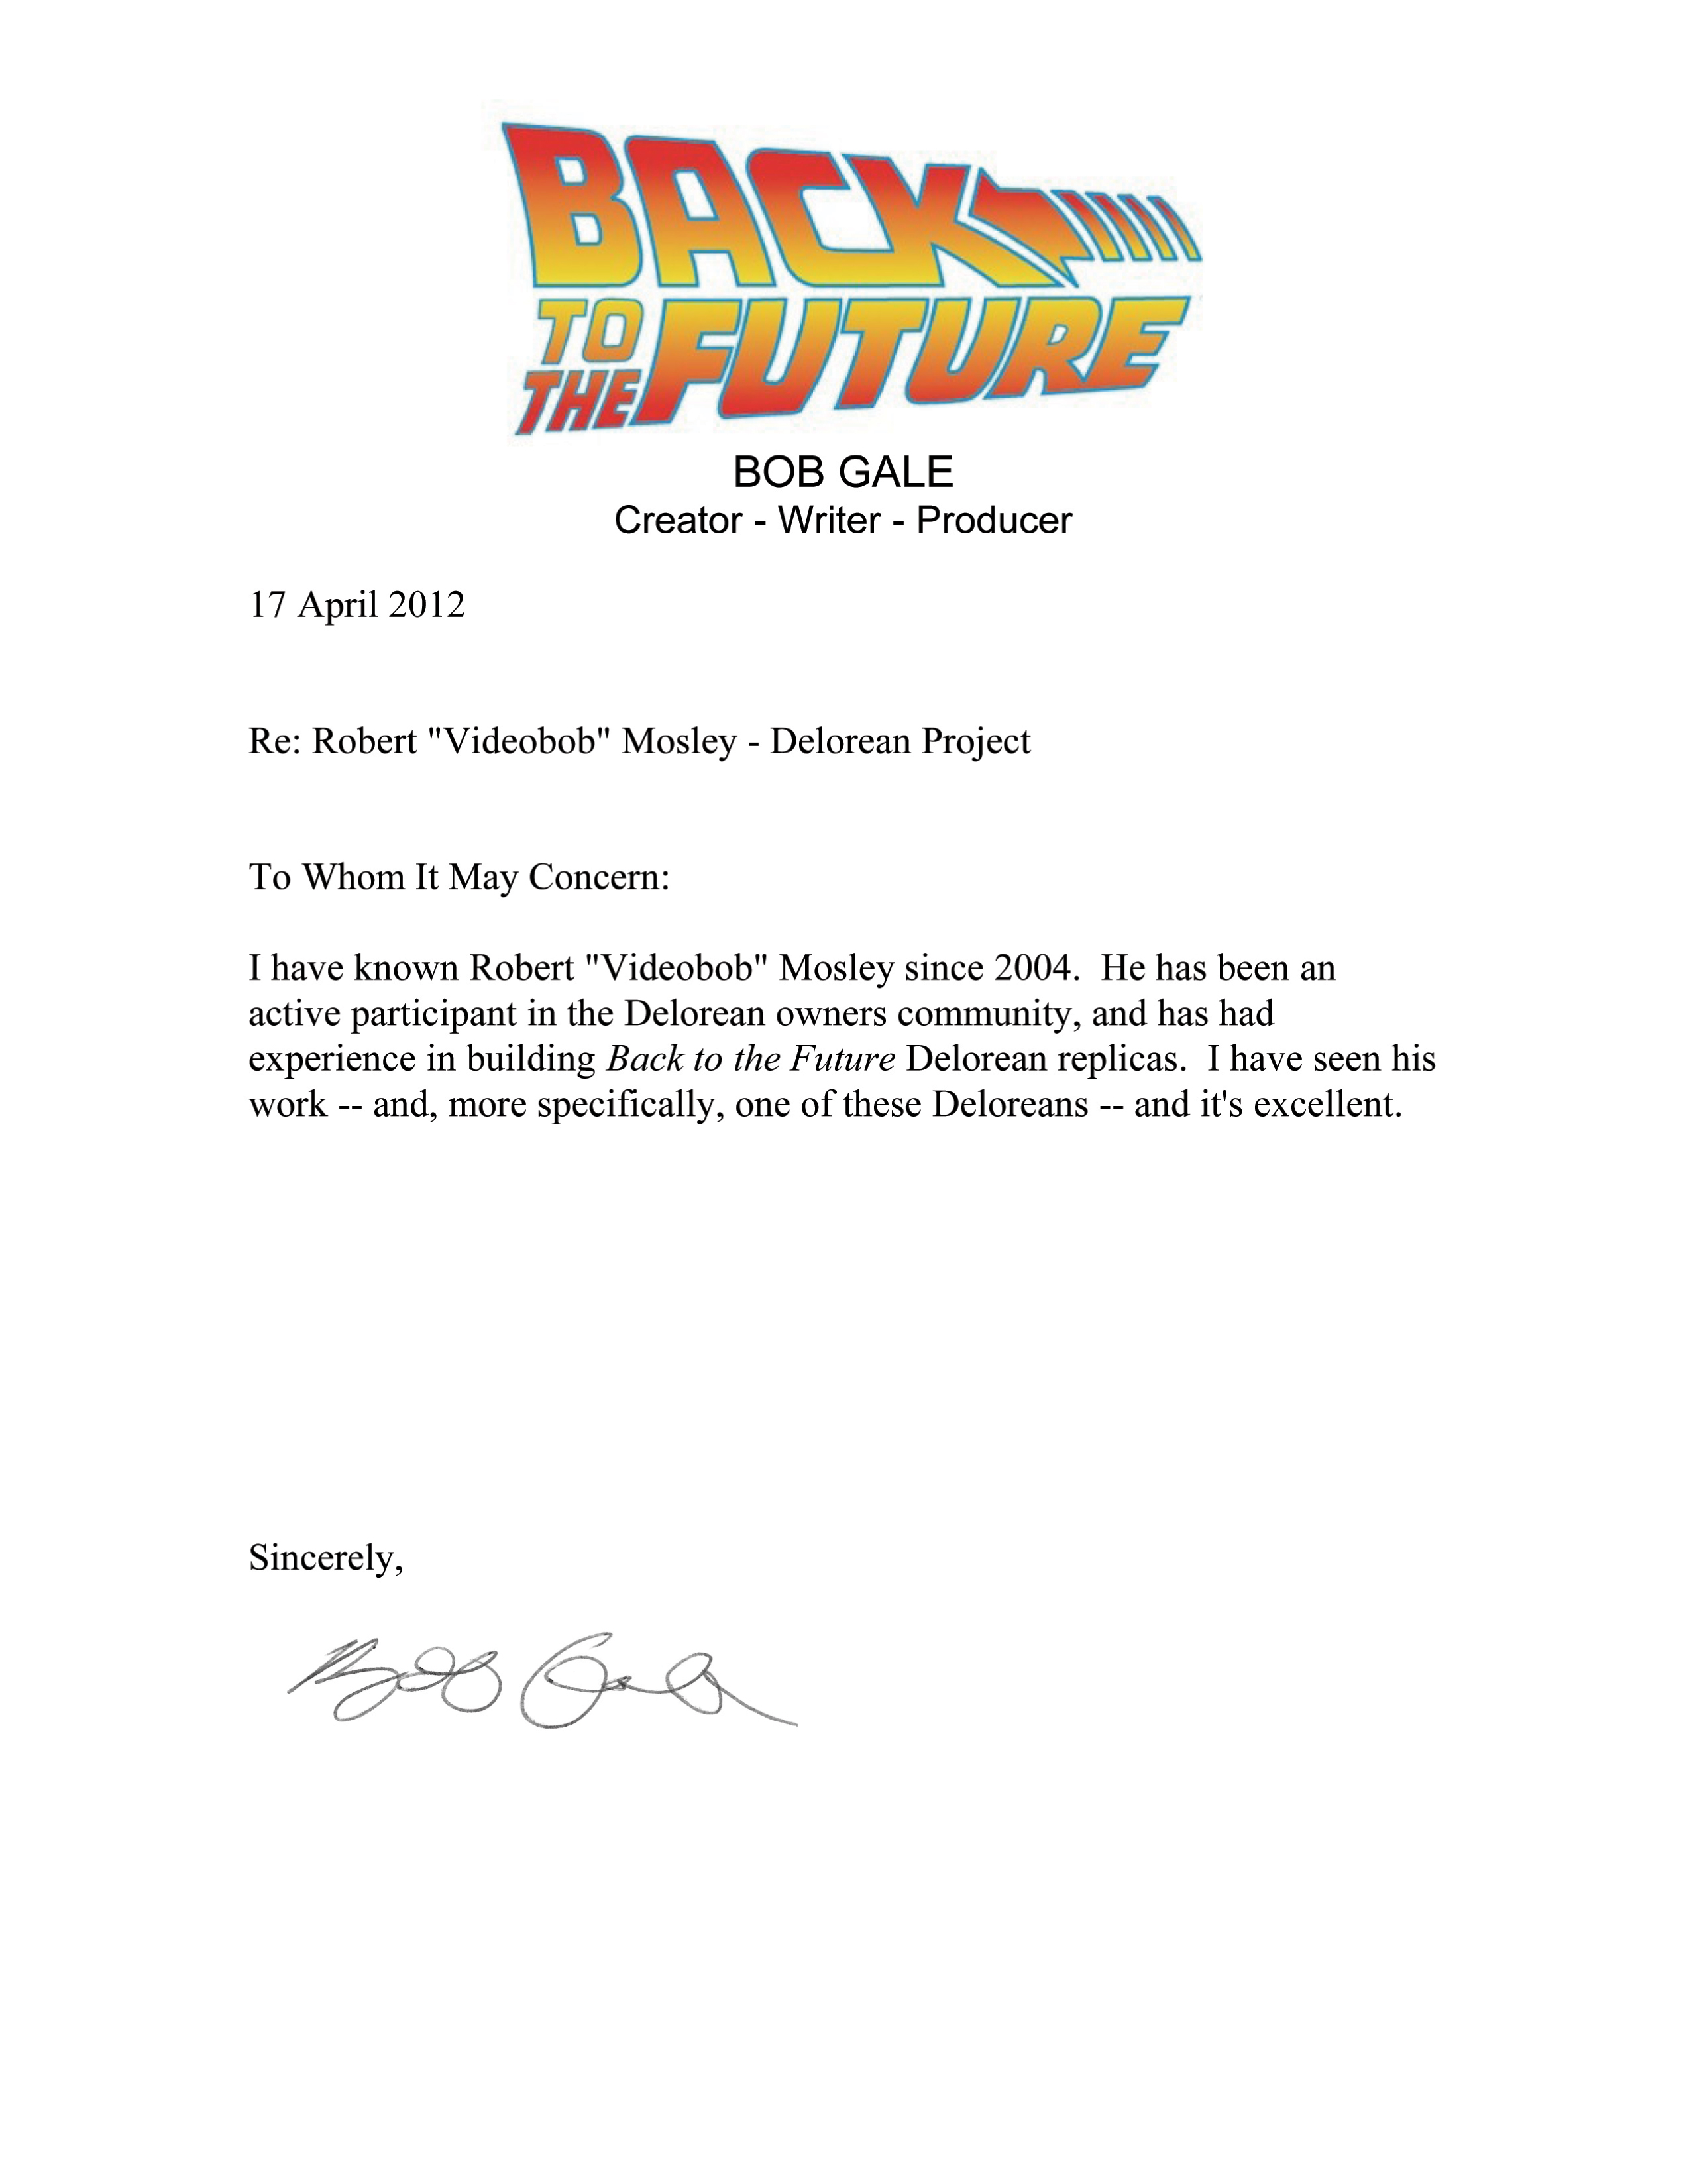 BACK
TO
THE FUTURE
BOB GALE
Creator - Writer - Producer
17 April 2012
Re: Robert "Videobob" Mosley - Delorean Project
To Whom It May Concern:
I have known Robert "Videobob" Mosley since 2004.  He has been an
active participant in the Delorean owners community, and has had
experience in building Back to the Future Delorean replicas.  I have seen his
work -- and, more specifically, one of these Deloreans -- and it's excellent.
Sincerely,
Bob Gale